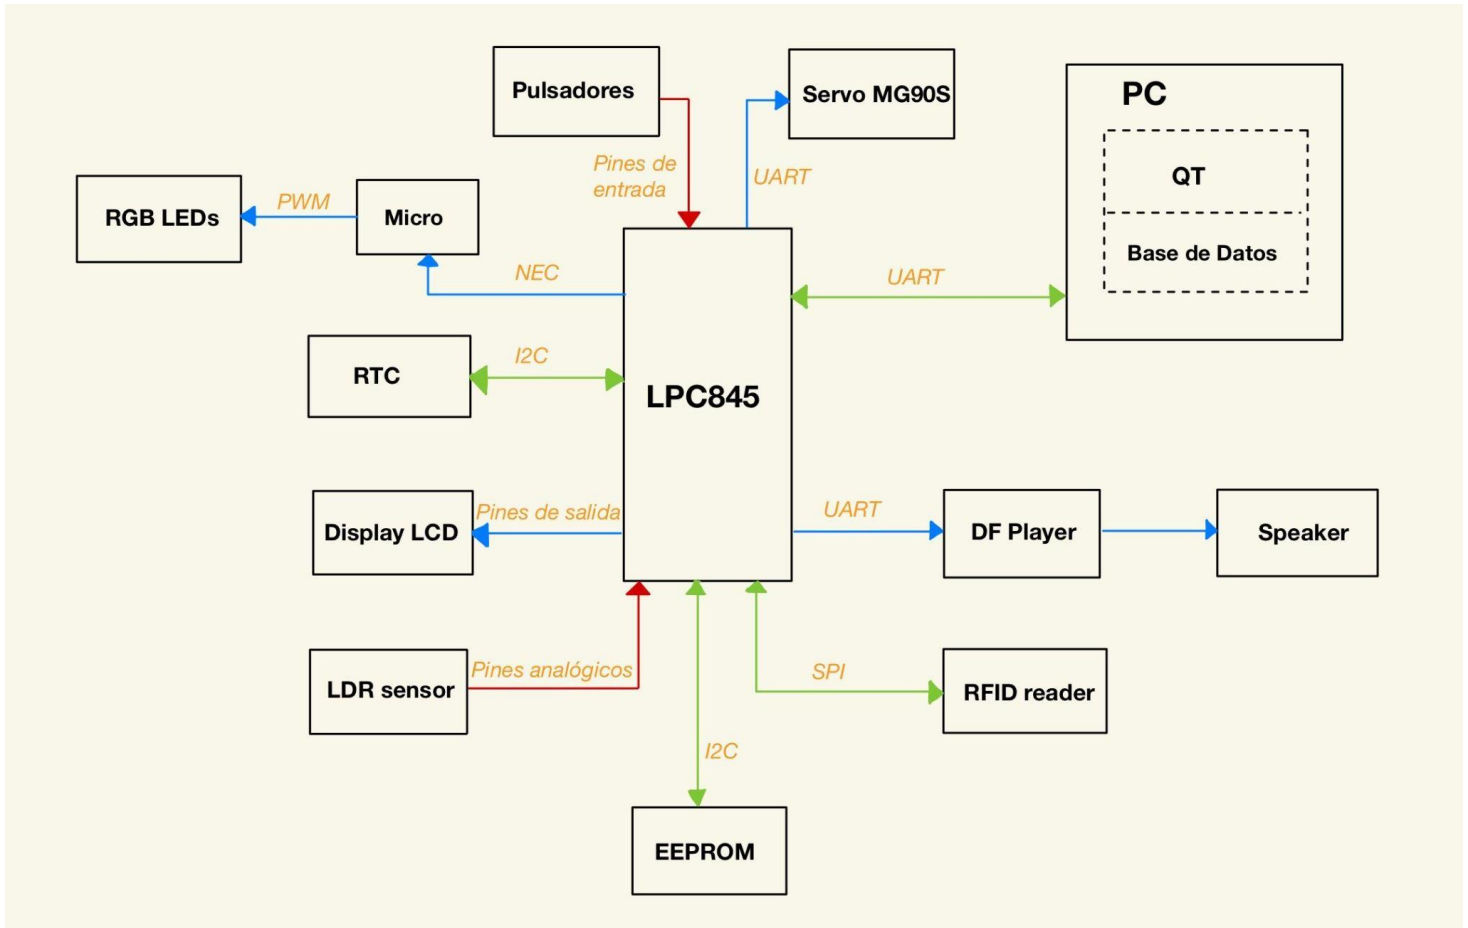 Pulsadores
Servo MG90S
PC
QT
Base de Datos
Pines de
entrada
UART
RGB LEDs
PWM
Micro
NEC
UART
RTC
I2C
LPC845
Display LCD
Pines de salida
UART
DF Player
Speaker
LDR sensor
Pines analógicos
SPI
RFID reader
I2C
EEPROM